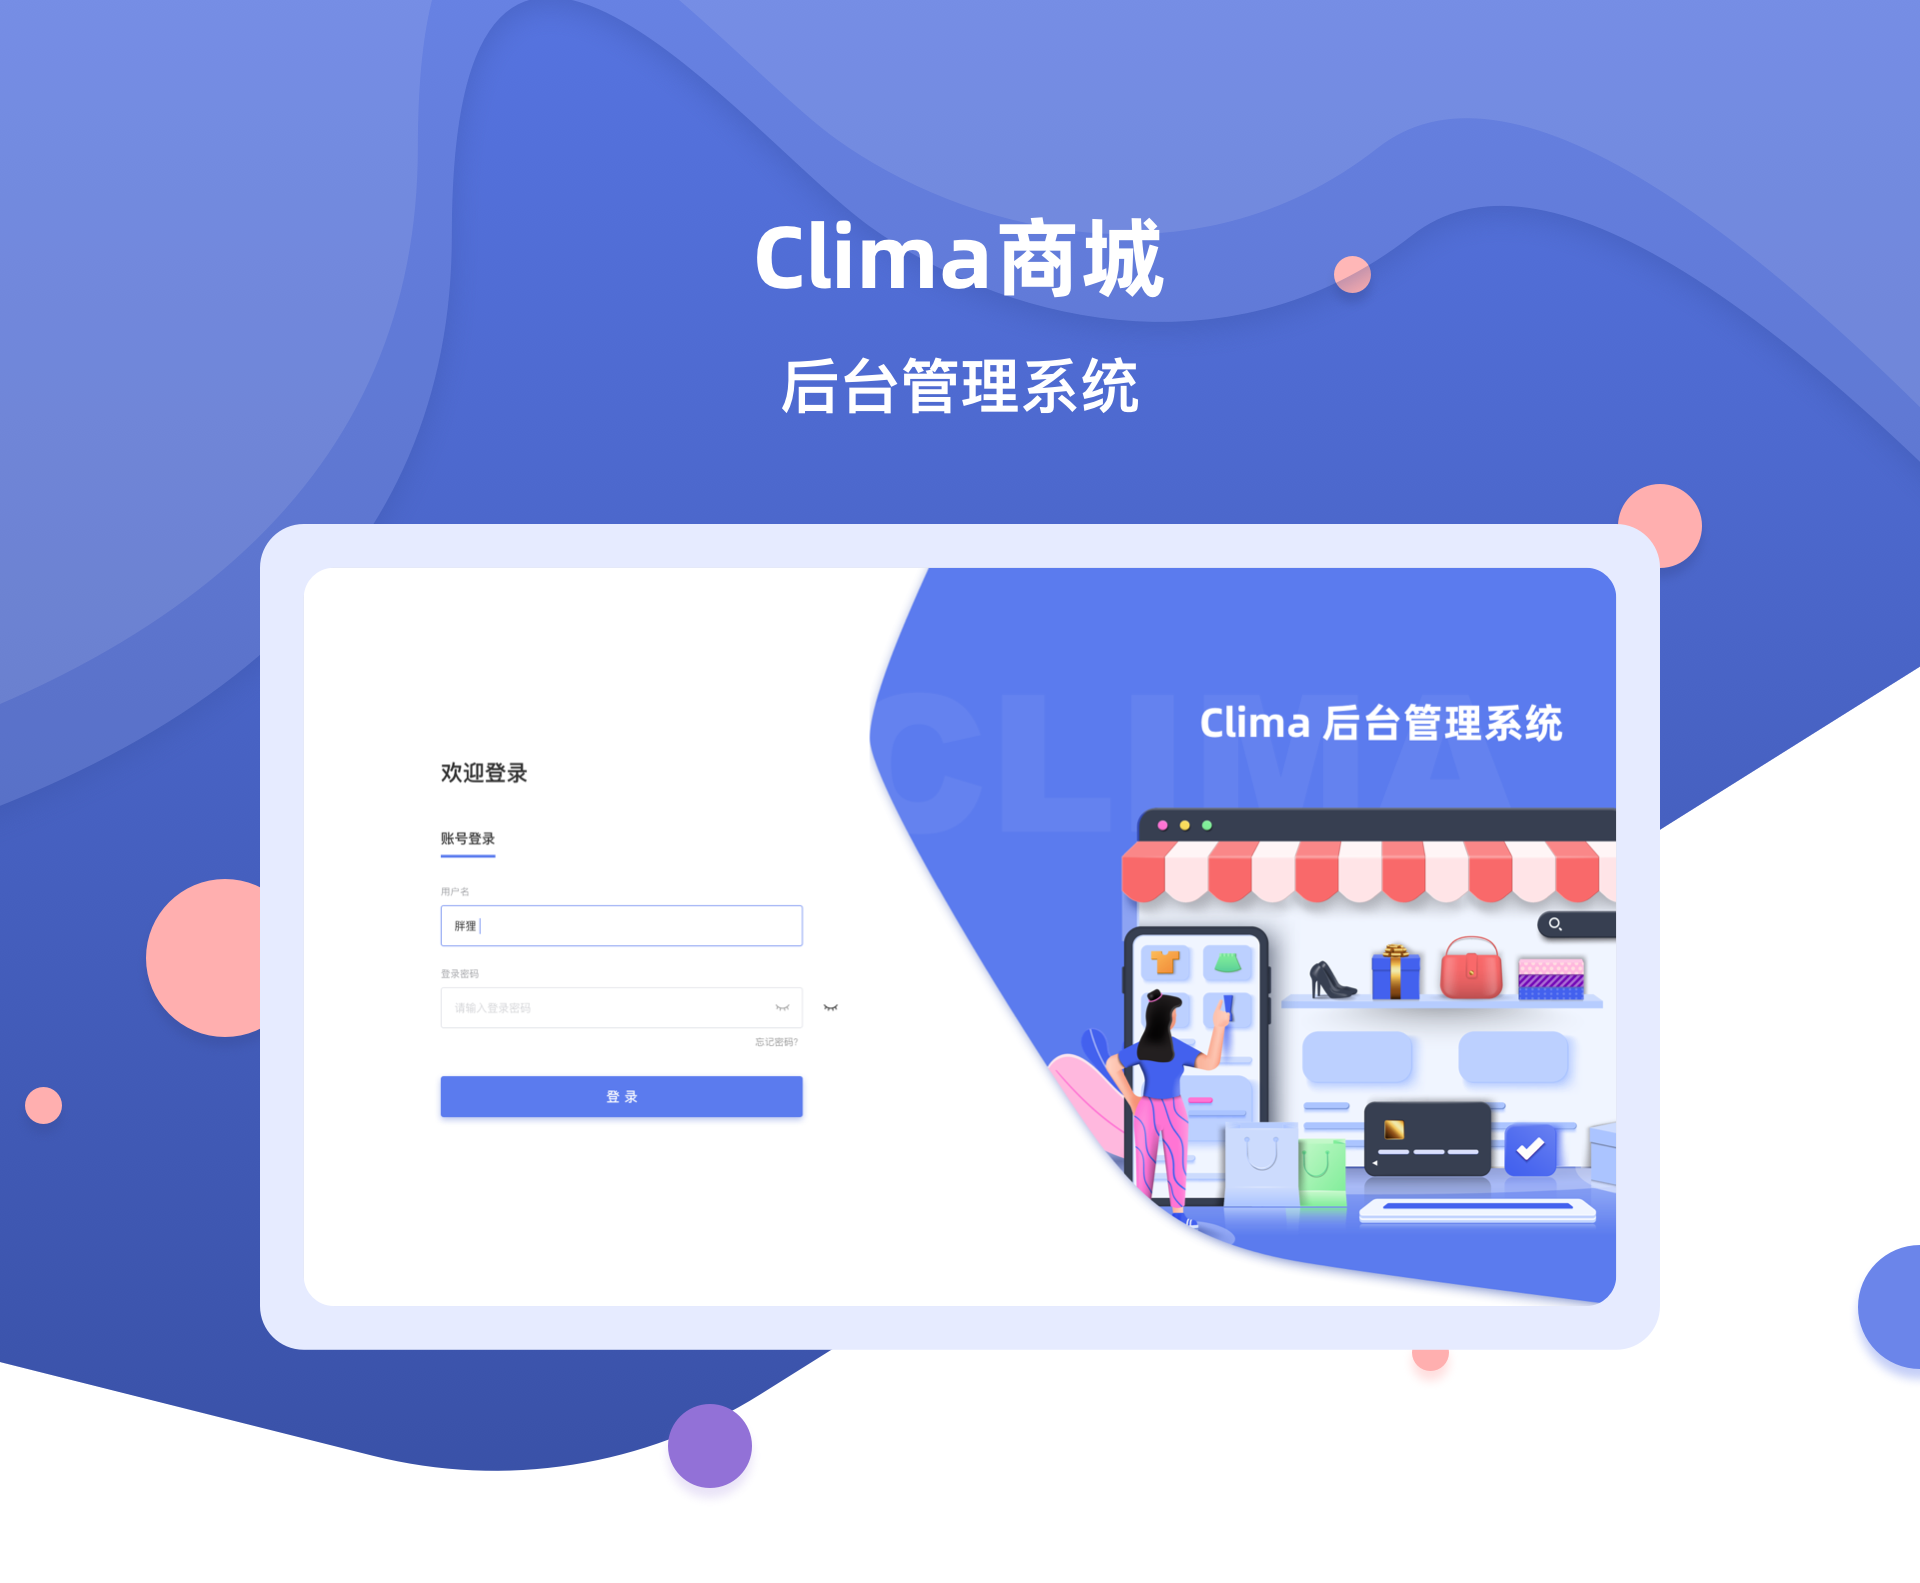 Clima商城
后台管理系统
CLIMA
Clima 后台管理系统
欢迎登录
账号登录
用户名
胖狸
登录密码
请输入登录密码
忘记密码?
登 录